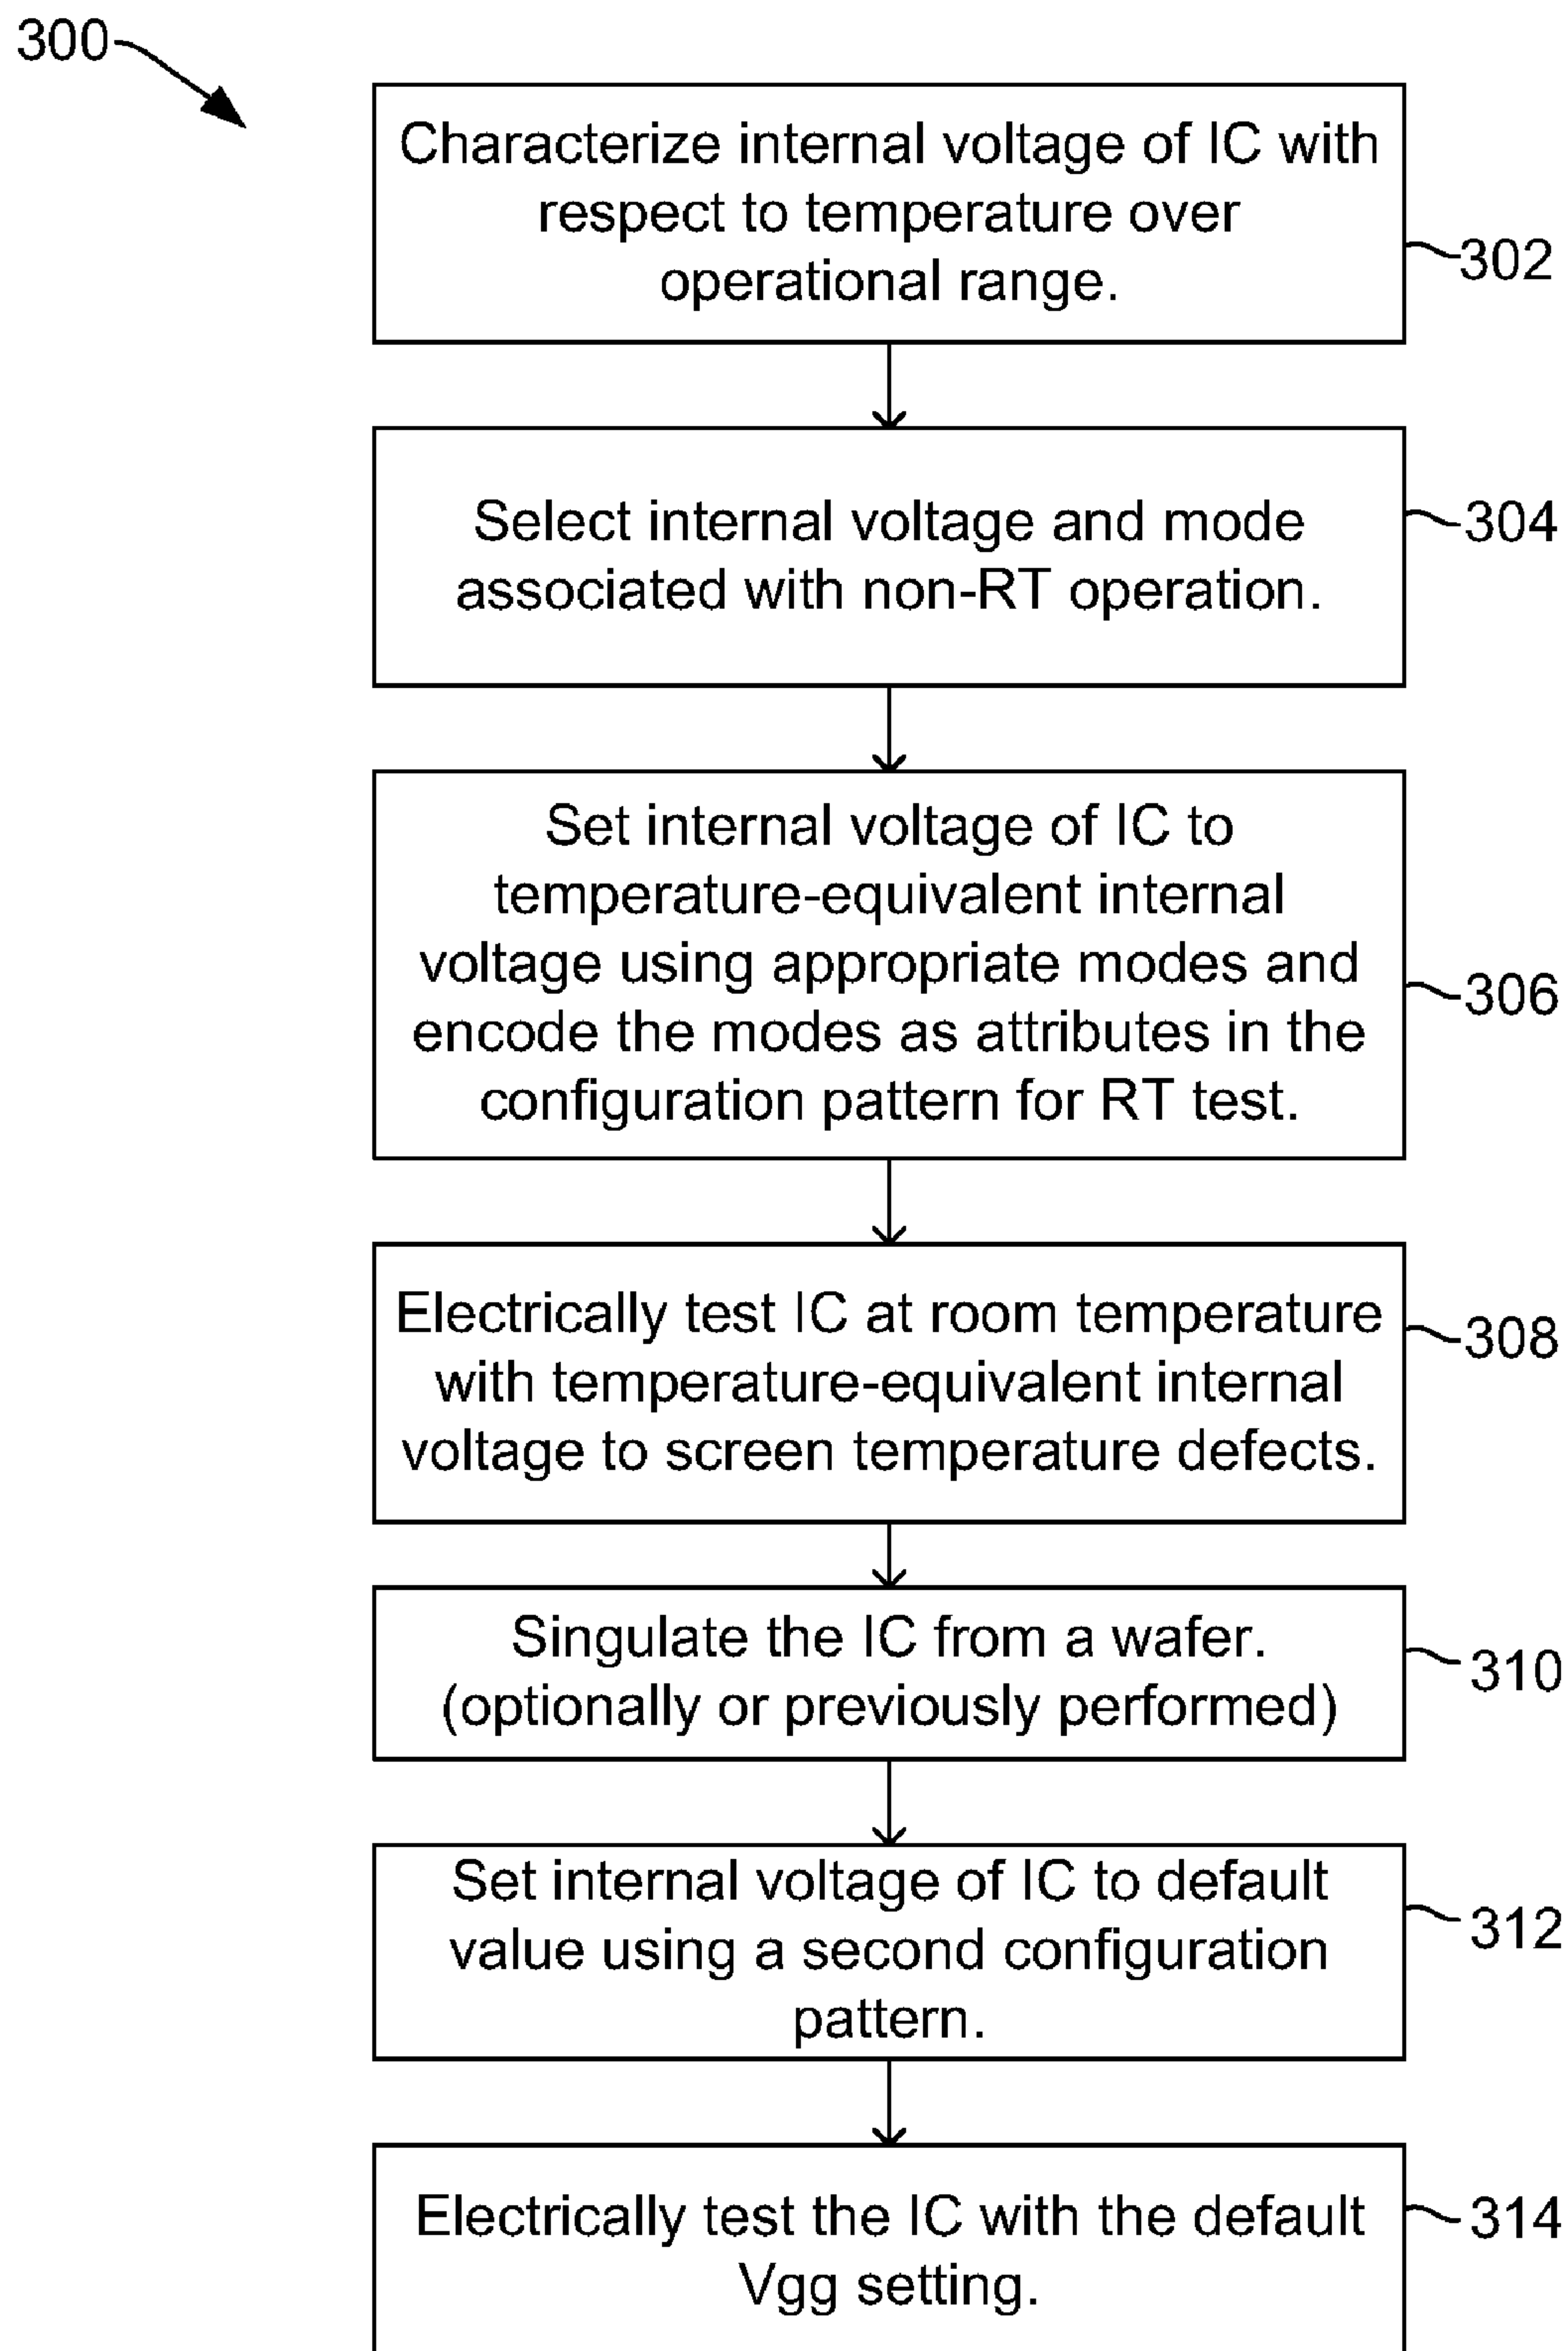 300
Characterize internal voltage of IC with
respect to temperature over
operational range.
302
Select internal voltage and mode
associated with non-RT operation.
304
Set internal voltage of IC to
temperature-equivalent internal
voltage using appropriate modes and
encode the modes as attributes in the
configuration pattern for RT test.
306
Electrically test IC at room temperature
with temperature-equivalent internal
voltage to screen temperature defects.
308
Singulate the IC from a wafer.
(optionally or previously performed)
310
Set internal voltage of IC to default
value using a second configuration
pattern.
312
Electrically test the IC with the default
Vgg setting.
314